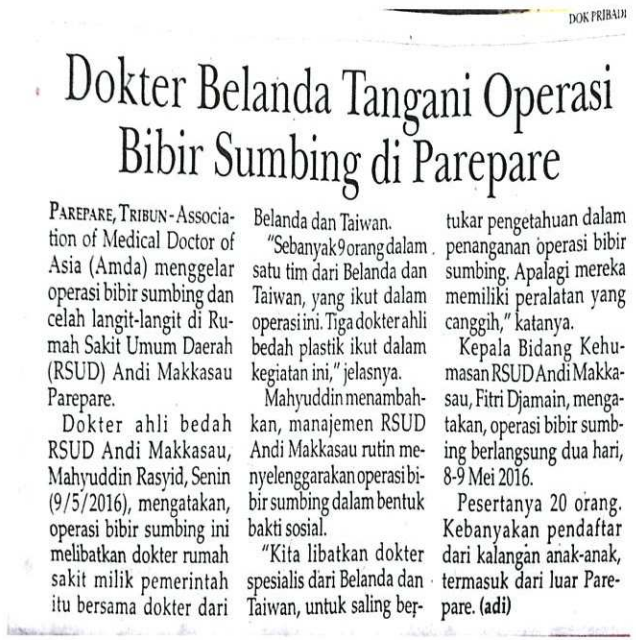 DOK PRIBADI
Dokter Belanda Tangani Operasi
Bibir Sumbing di Parepare
PAREPARE, TRIBUN-Associa-
tion of Medical Doctor of
Asia (Amda) menggelar
operasi bibir sumbing dan
celah langit-langit di Ru-
mah Sakit Umum Daerah
(RSUD) Andi Makkasau
Parepare.
Dokter ahli bedah
RSUD Andi Makkasau,
Mahyuddin Rasyid, Senin
(9/5/2016), mengatakan,
operasi bibir sumbing ini
melibatkan dokter rumah
sakit milik pemerintah
itu bersama dokter dari
Belanda dan Taiwan.
"Sebanyak 9 orang dalam
satu tim dari Belanda dan
Taiwan, yang ikut dalam
operasi ini. Tiga dokter ahli
bedah plastik ikut dalam
kegiatan ini," jelasnya.
Mahyuddin menambah-
kan, manajemen RSUD
Andi Makkasau rutin me-
nyelenggarakan operasi bi-
bir sumbing dalam bentuk
bakti sosial.
"Kita libatkan dokter
spesialis dari Belanda dan
Taiwan, untuk saling ber-
tukar pengetahuan dalam
penanganan operasi bibir
sumbing. Apalagi mereka
memiliki peralatan yang
canggih," katanya.
Kepala Bidang Kehu-
masan RSUD Andi Makka-
sau, Fitri Djamain, menga-
takan, operasi bibir sumb-
ing berlangsung dua hari,
8-9 Mei 2016.
Pesertanya 20 orang.
Kebanyakan pendaftar
dari kalangan anak-anak,
termasuk dari luar Pare-
pare. (adi)